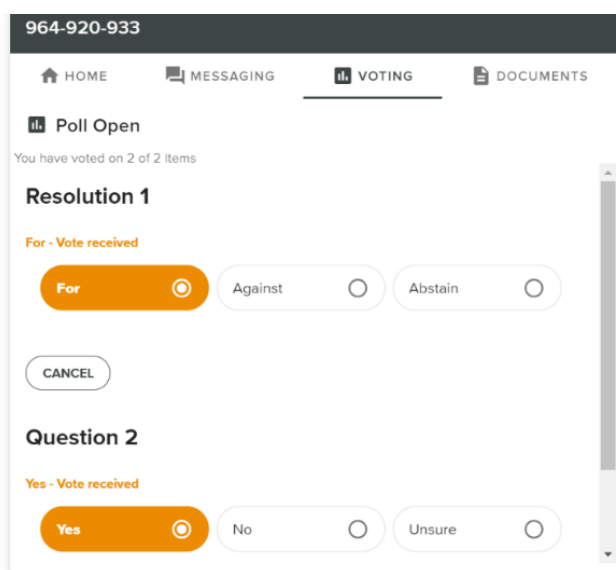 964-920-933
HOME MESSAGING VOTING DOCUMENTS
Poll Open
You have voted on 2 of 2 items
Resolution 1
For - Vote received
For Against Abstain
CANCEL
Question 2
Yes - Vote received
Yes No Unsure